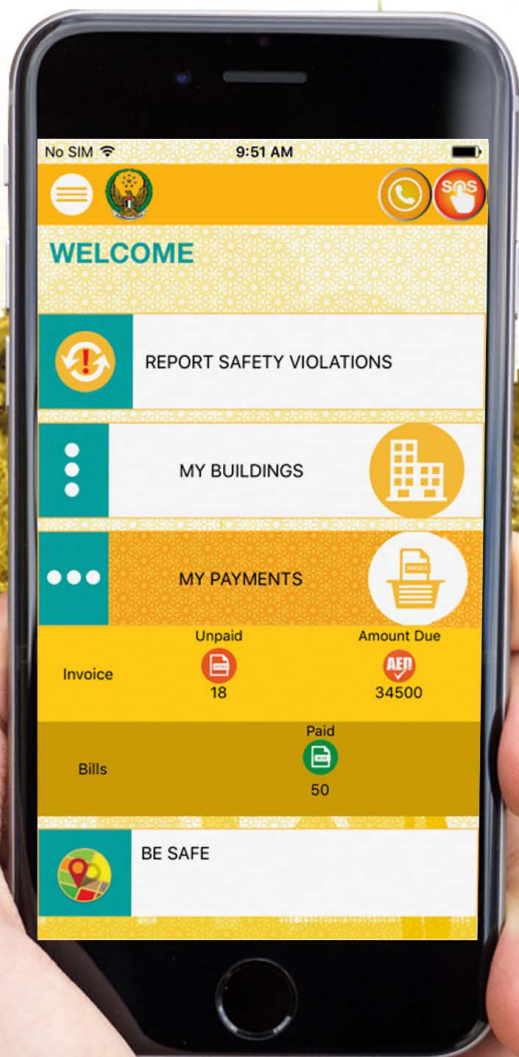 No SIM 9:51 AM
SOS
WELCOME
REPORT SAFETY VIOLATIONS
MY BUILDINGS
MY PAYMENTS
Unpaid Amount Due
Invoice AED
18 34500
Paid
Bills
50
BE SAFE